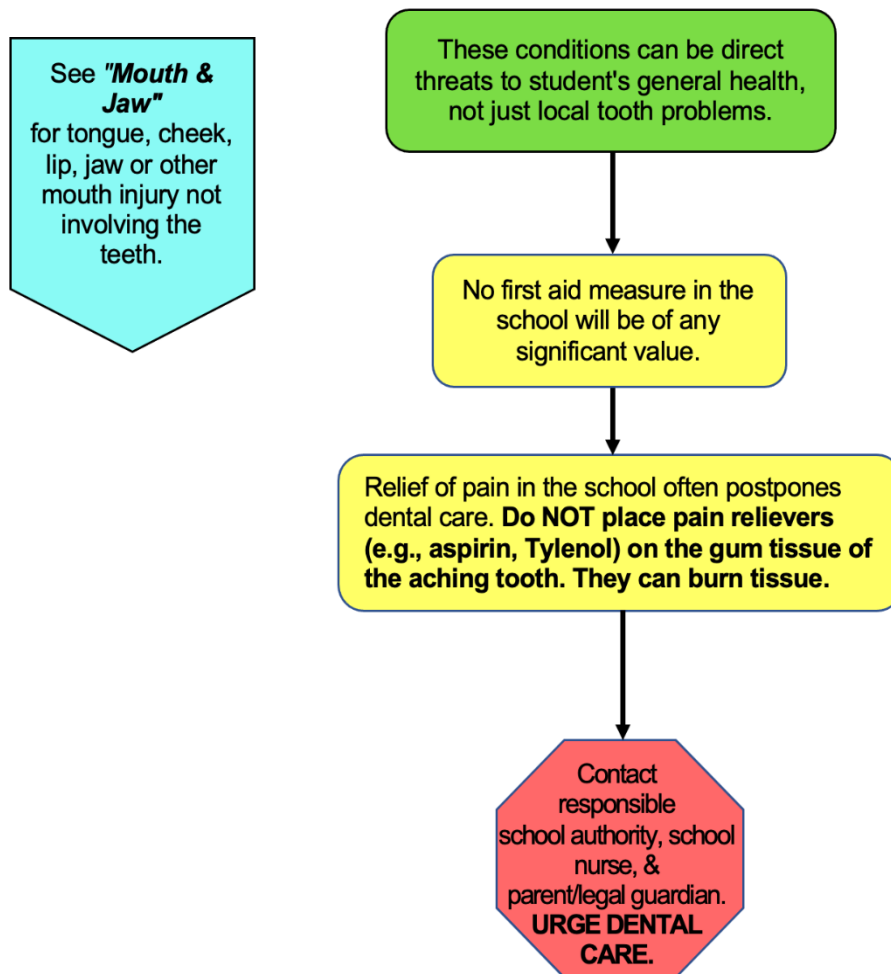 See "Mouth &
Jaw"
for tongue, cheek,
lip, jaw or other
mouth injury not
involving the
teeth.
These conditions can be direct
threats to student's general health,
not just local tooth problems.
No first aid measure in the
school will be of any
significant value.
Relief of pain in the school often postpones
dental care. Do NOT place pain relievers
(e.g., aspirin, Tylenol) on the gum tissue of
the aching tooth. They can burn tissue.
Contact
responsible
school authority, school
nurse, &
parent/legal guardian.
URGE DENTAL
CARE.